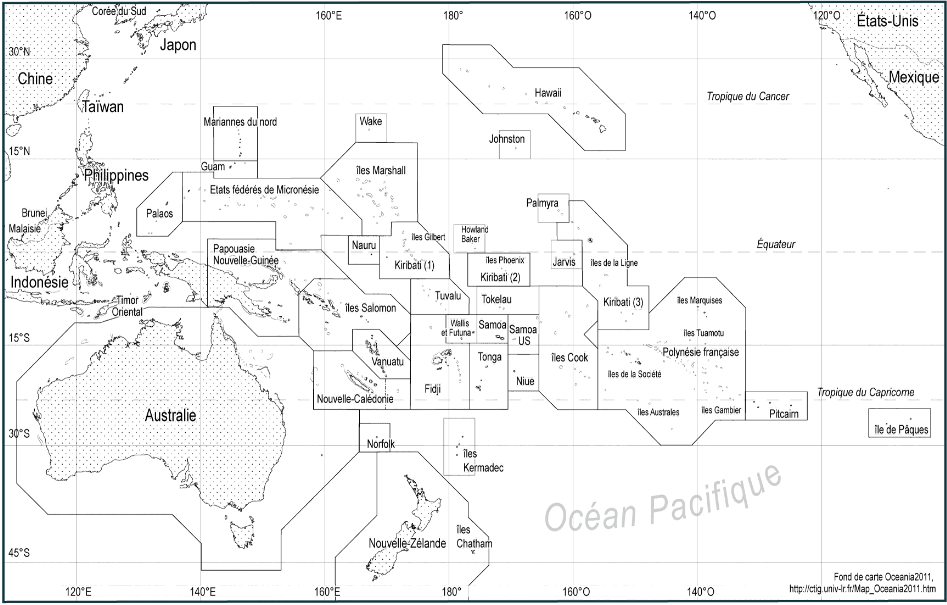 160°E
180°
160°O
140°O
120°O
Corée du Sud
Japon
États-Unis
30°N
Chine
Mexique
Hawaii
Tropique du Cancer
Taïwan
Mariannes du nord
Wake
Johnston
15°N
Guam
îles Marshall
Philippines
Etats fédérés de Micronésie
Palaos
Palmyra
Brunei
Malaisie
Howland
Baker
îles Gilbert
Nauru
Équateur
Papouasie
Nouvelle-Guinée
Kiribati (1)
îles Phoenix
Kiribati (2)
Jarvis
îles de la Ligne
Indonésie
Tuvalu
Tokelau
Kiribati (3)
îles Marquises
Timor
Oriental
îles Salomon
Wallis
et Futuna
Samoa
Samoa
US
îles Tuamotu
15°S
Vanuatu
Tonga
îles Cook
Polynésie française
îles de la Société
Fidji
Niue
Nouvelle-Calédonie
Tropique du Capricorne
Australie
îles Australes
îles Gambier
Pitcairn
île de Pâques
30°S
Norfolk
îles
Kermadec
Océan Pacifique
Nouvelle-Zélande
îles
Chatham
45°S
Fond de carte Oceania2011,
http://ctig.univ-lr.fr/Map_Oceania2011.htm
120°E
140°E
160°E
180°
160°O
140°O